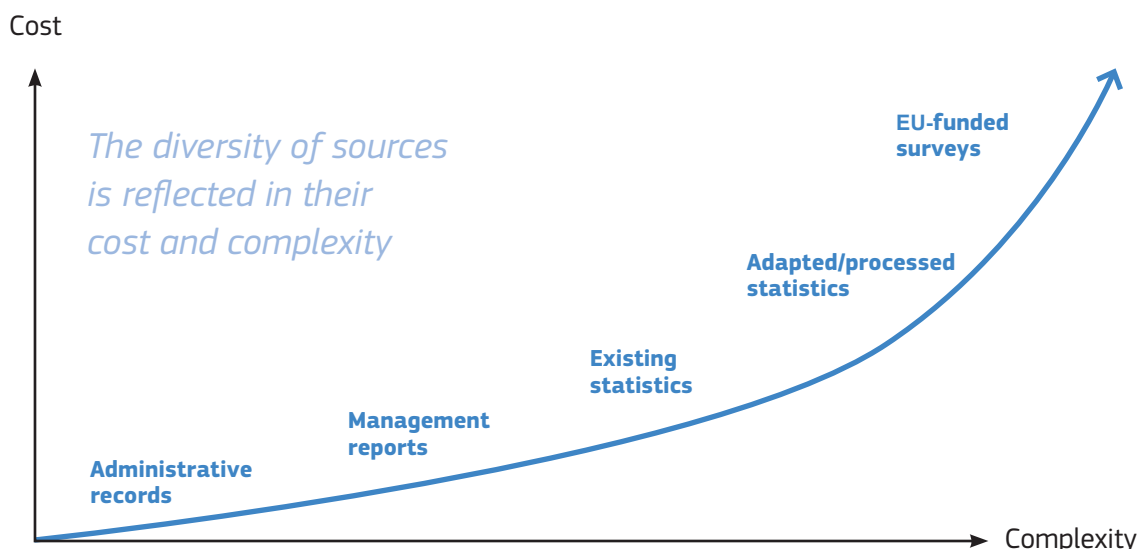 Cost
The diversity of sources
is reflected in their
cost and complexity
EU-funded
surveys
Adapted/processed
statistics
Existing
statistics
Management
reports
Administrative
records
Complexity